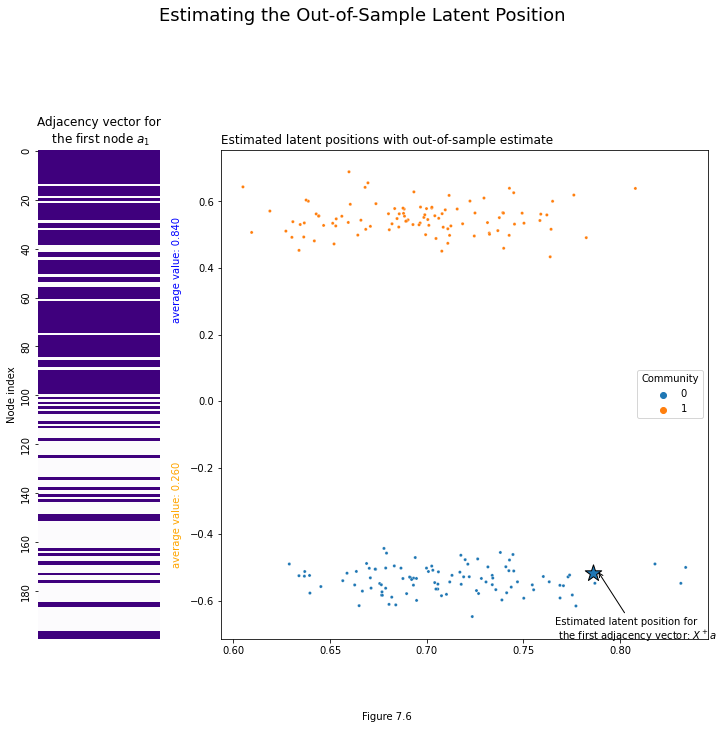 Estimating the Out-of-Sample Latent Position
Adjacency vector for
the first node a₁
Node index
0
20
40
60
80
100
120
140
160
180
average value: 0.840
average value: 0.260
Estimated latent positions with out-of-sample estimate
0.6
0.4
0.2
0.0
−0.2
−0.4
−0.6
0.60
0.65
0.70
0.75
0.80
Community
0
1
Estimated latent position for
the first adjacency vector: X⁺a
Figure 7.6